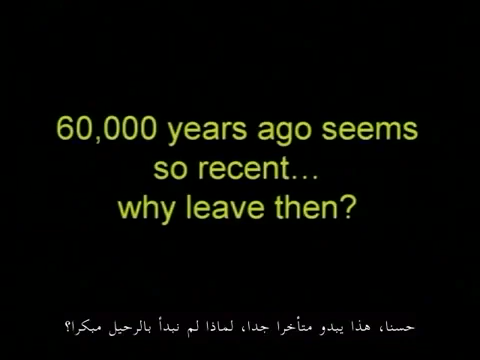 60,000 years ago seems
so recent...
why leave then?
حسنا، هذا يبدو متأخرا جدا، لماذا لم نبدأ بالرحيل مبكرا؟